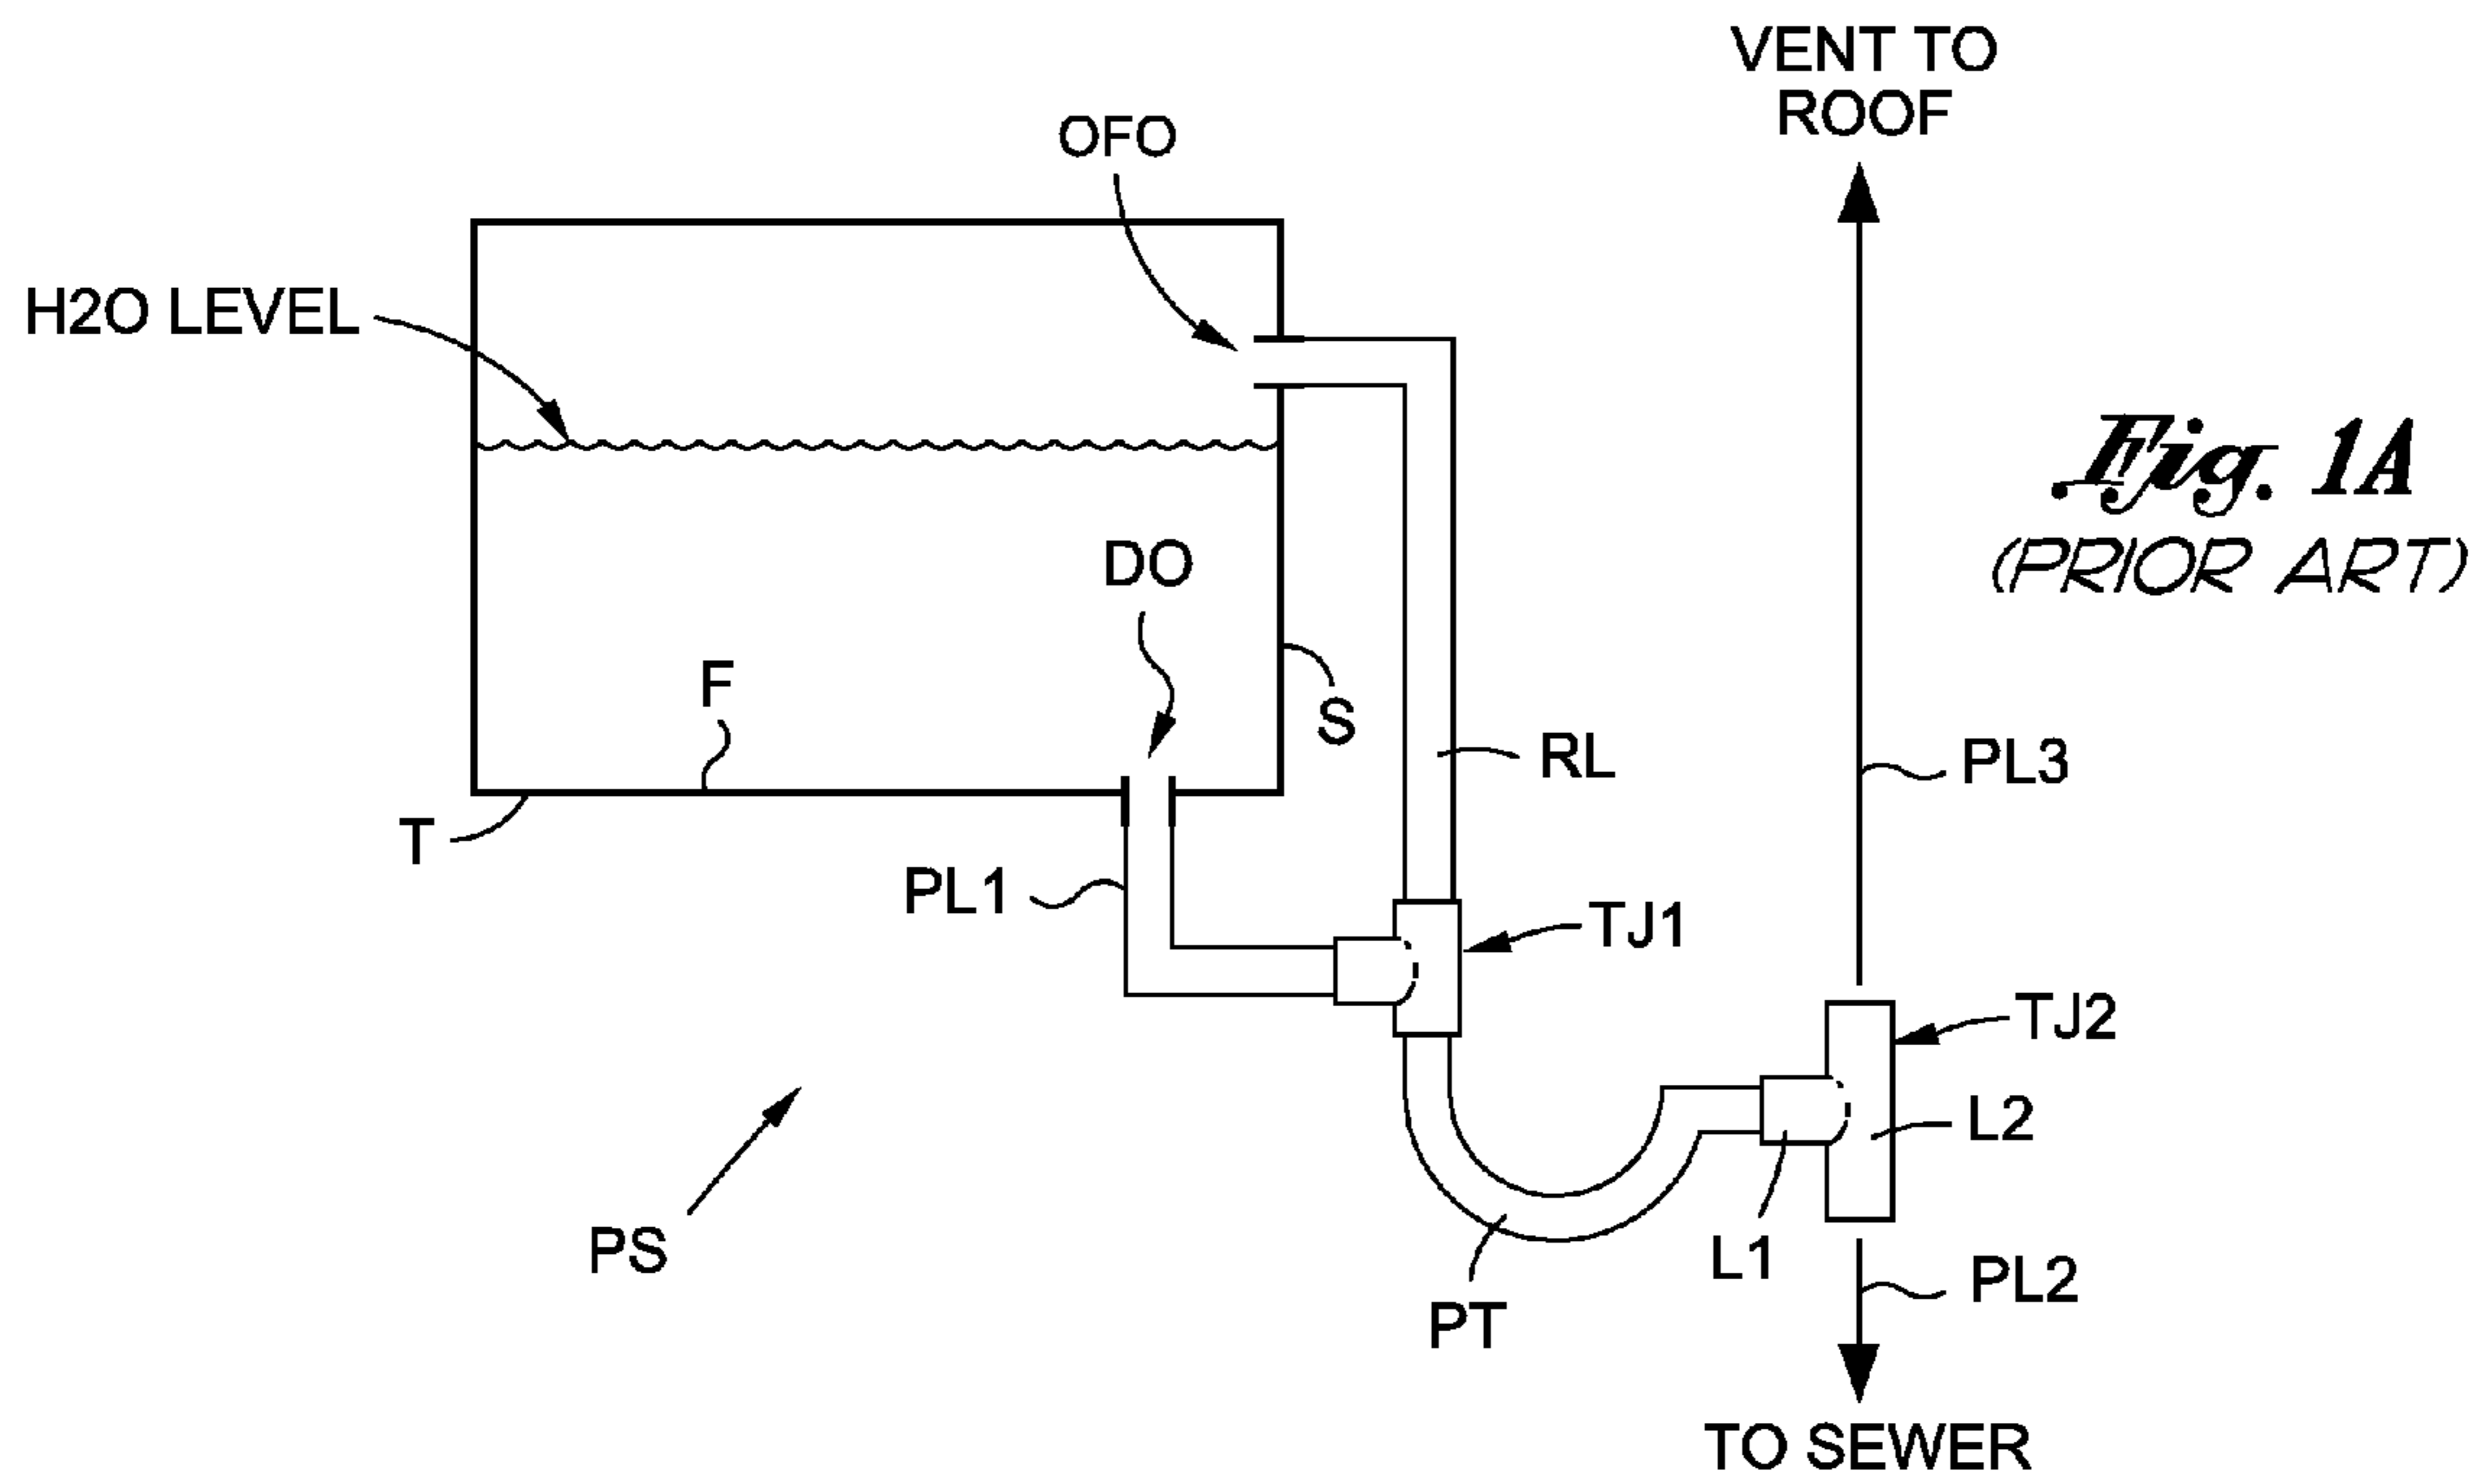 VENT TO
ROOF
OFO
H2O LEVEL
Fig. 1A
(PRIOR ART)
DO
F
S
RL
PL3
T
PL1
TJ1
TJ2
L2
PS
L1
PL2
PT
TO SEWER